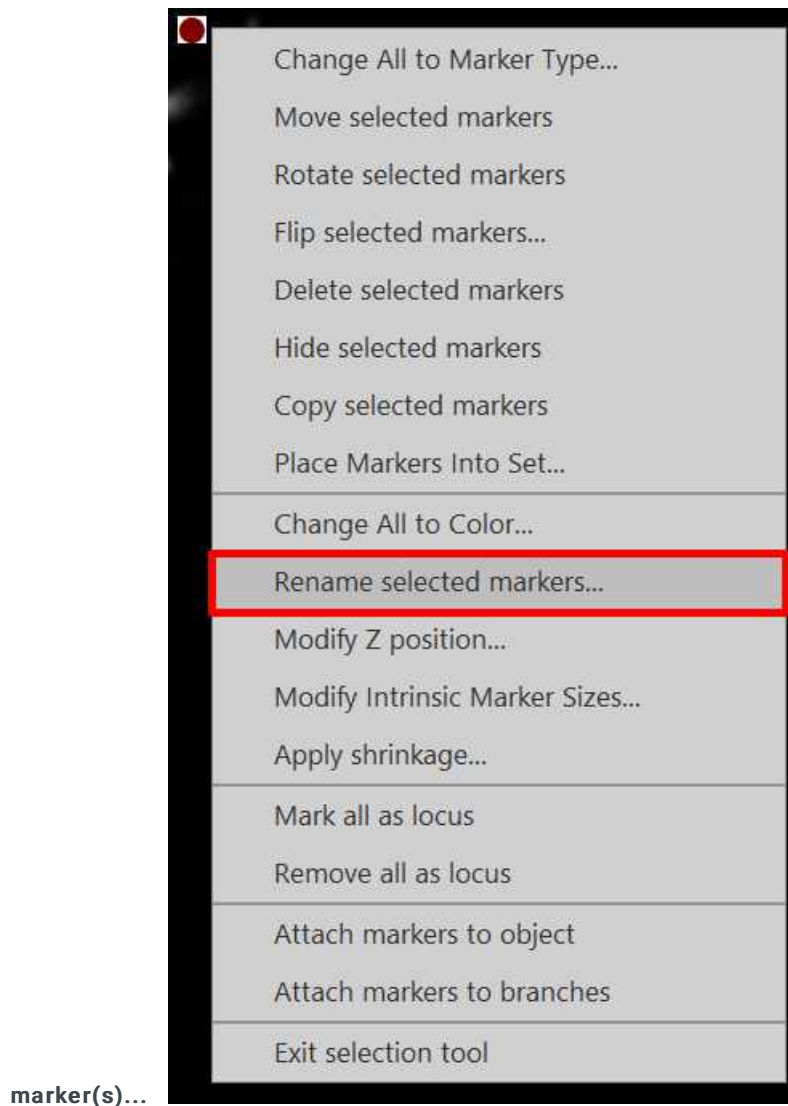 Change All to Marker Type...
Move selected markers
Rotate selected markers
Flip selected markers...
Delete selected markers
Hide selected markers
Copy selected markers
Place Markers Into Set...
Change All to Color...
Rename selected markers...
Modify Z position...
Modify Intrinsic Marker Sizes...
Apply shrinkage...
Mark all as locus
Remove all as locus
Attach markers to object
Attach markers to branches
Exit selection tool
marker(s)...